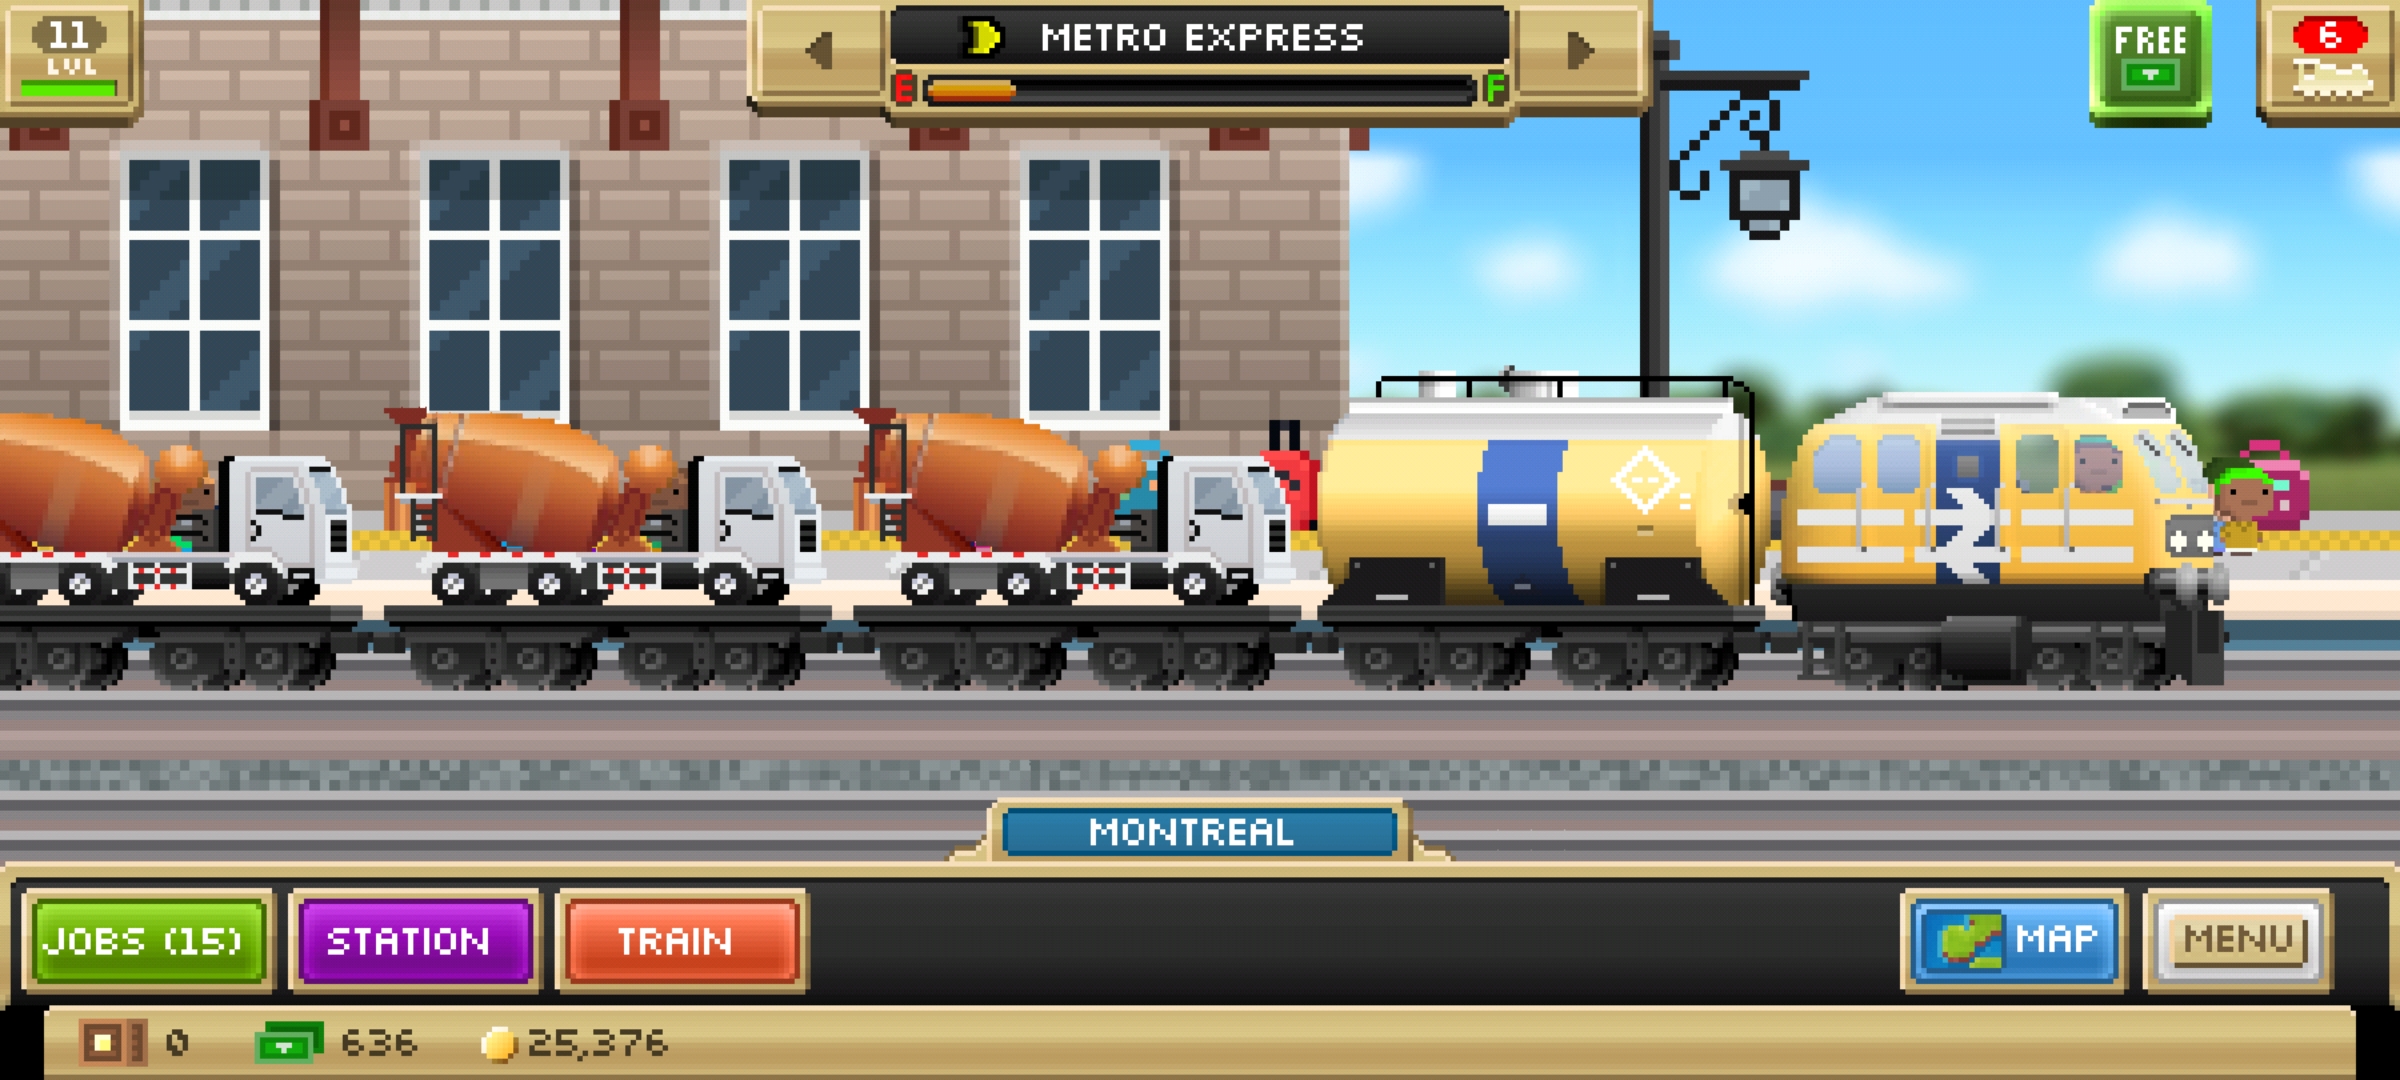 11
LVL
METRO EXPRESS
E F
FREE
6
MONTREAL
JOBS (15)
STATION
TRAIN
MAP
MENU
0
636
25,376